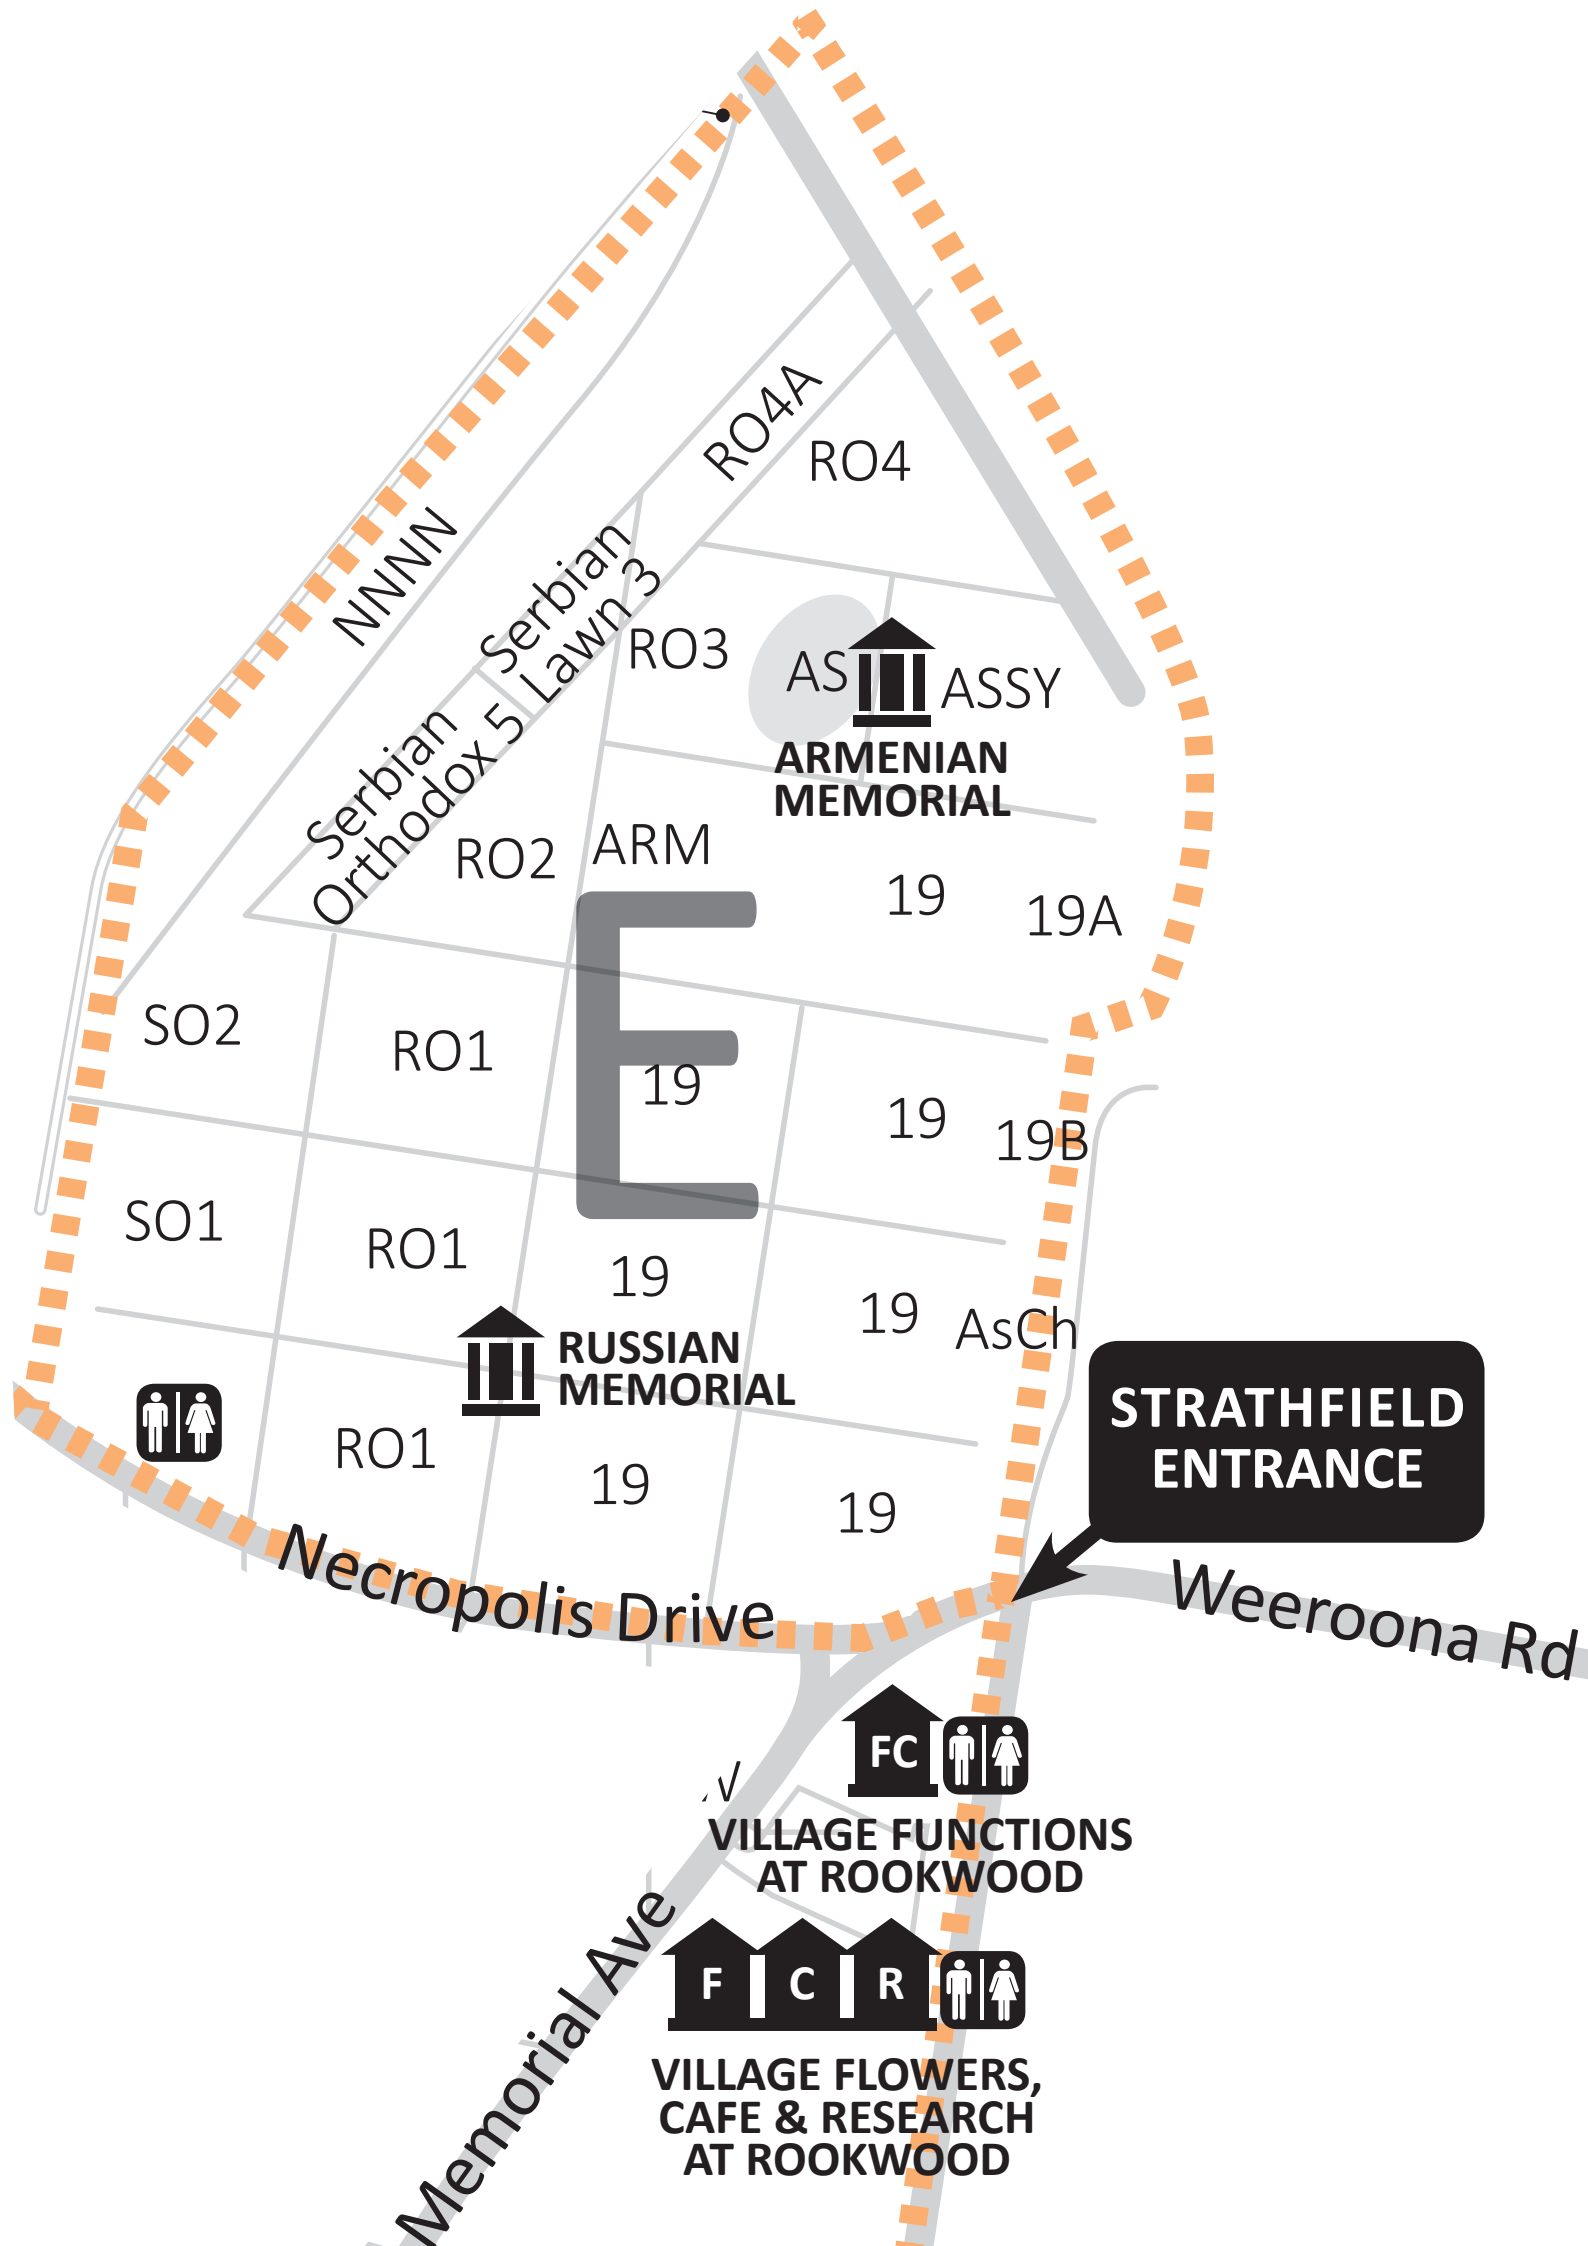 RO4A
RO4
NNNN
Serbian
Lawn 3
RO3
AS
ASSY
ARMENIAN
MEMORIAL
Serbian
Orthodox 5
RO2
ARM
19
19A
E
SO2
RO1
19
19
19B
SO1
RO1
19
19
AsCh
RUSSIAN
MEMORIAL
STRATHFIELD
ENTRANCE
RO1
19
19
Necropolis Drive
Weeroona Rd
FC
VILLAGE FUNCTIONS
AT ROOKWOOD
Memorial Ave
F C R
VILLAGE FLOWERS,
CAFE & RESEARCH
AT ROOKWOOD